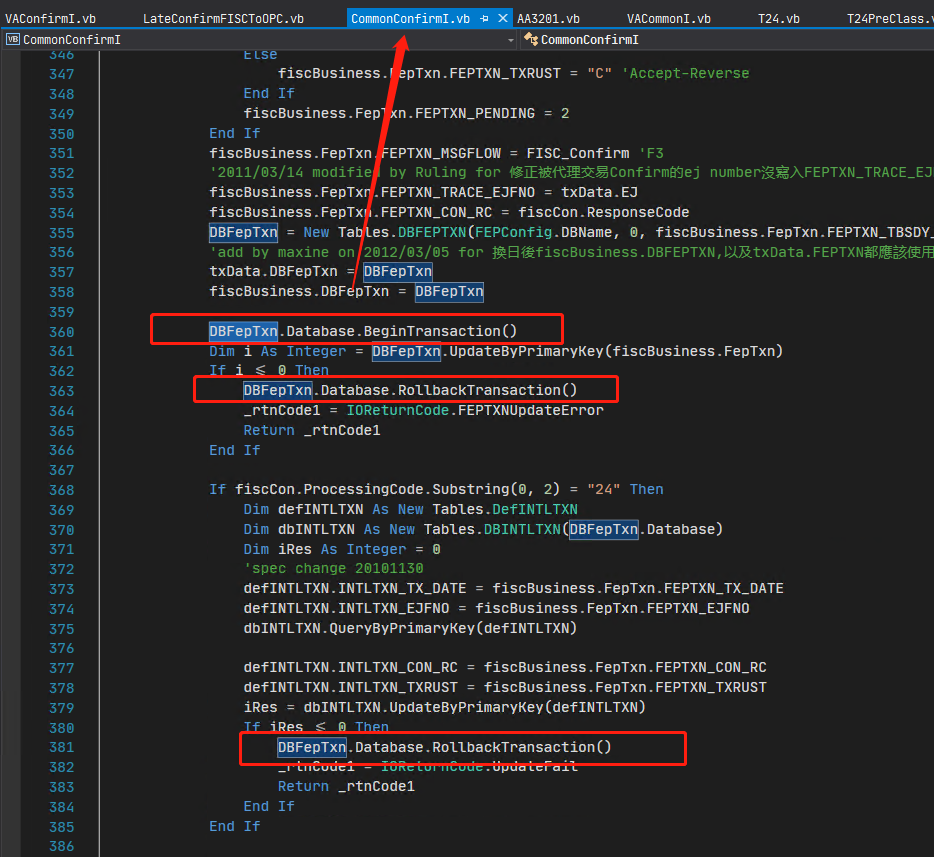 VAConfirmI.vb LateConfirmFISCToOPC.vb CommonConfirmI.vb AA3201.vb VACommonI.vb T24.vb T24PreClass.v
VB CommonConfirmI CommonConfirmI
346 Else
347 fiscBusiness.FepTxn.FEPTXN_TXRUST = "C" 'Accept-Reverse
348 End If
349 fiscBusiness.FepTxn.FEPTXN_PENDING = 2
350 End If
351 fiscBusiness.FepTxn.FEPTXN_MSGFLOW = FISC_Confirm 'F3
352 '2011/03/14 modified by Ruling for 修正被代理交易Confirm的ej number沒寫入FEPTXN_TRACE_EJ
353 fiscBusiness.FepTxn.FEPTXN_TRACE_EJFNO = txData.EJ
354 fiscBusiness.FepTxn.FEPTXN_CON_RC = fiscCon.ResponseCode
355 DBFepTxn = New Tables.DBFEPTXN(FEPConfig.DBName, 0, fiscBusiness.FepTxn.FEPTXN_TBSDY_
356 'add by maxine on 2012/03/05 for 換日後fiscBusiness.DBFEPTXN,以及txData.FEPTXN都應該使用
357 txData.DBFepTxn = DBFepTxn
358 fiscBusiness.DBFepTxn = DBFepTxn
359
360 DBFepTxn.Database.BeginTransaction()
361 Dim i As Integer = DBFepTxn.UpdateByPrimaryKey(fiscBusiness.FepTxn)
362 If i ≤ 0 Then
363 DBFepTxn.Database.RollbackTransaction()
364 _rtnCode1 = IOReturnCode.FEPTXNUpdateError
365 Return _rtnCode1
366 End If
367
368 If fiscCon.ProcessingCode.Substring(0, 2) = "24" Then
369 Dim defINTLTXN As New Tables.DefINTLTXN
370 Dim dbINTLTXN As New Tables.DBINTLTXN(DBFepTxn.Database)
371 Dim iRes As Integer = 0
372 'spec change 20101130
373 defINTLTXN.INTLTXN_TX_DATE = fiscBusiness.FepTxn.FEPTXN_TX_DATE
374 defINTLTXN.INTLTXN_EJFNO = fiscBusiness.FepTxn.FEPTXN_EJFNO
375 dbINTLTXN.QueryByPrimaryKey(defINTLTXN)
376
377 defINTLTXN.INTLTXN_CON_RC = fiscBusiness.FepTxn.FEPTXN_CON_RC
378 defINTLTXN.INTLTXN_TXRUST = fiscBusiness.FepTxn.FEPTXN_TXRUST
379 iRes = dbINTLTXN.UpdateByPrimaryKey(defINTLTXN)
380 If iRes ≤ 0 Then
381 DBFepTxn.Database.RollbackTransaction()
382 _rtnCode1 = IOReturnCode.UpdateFail
383 Return _rtnCode1
384 End If
385 End If
386